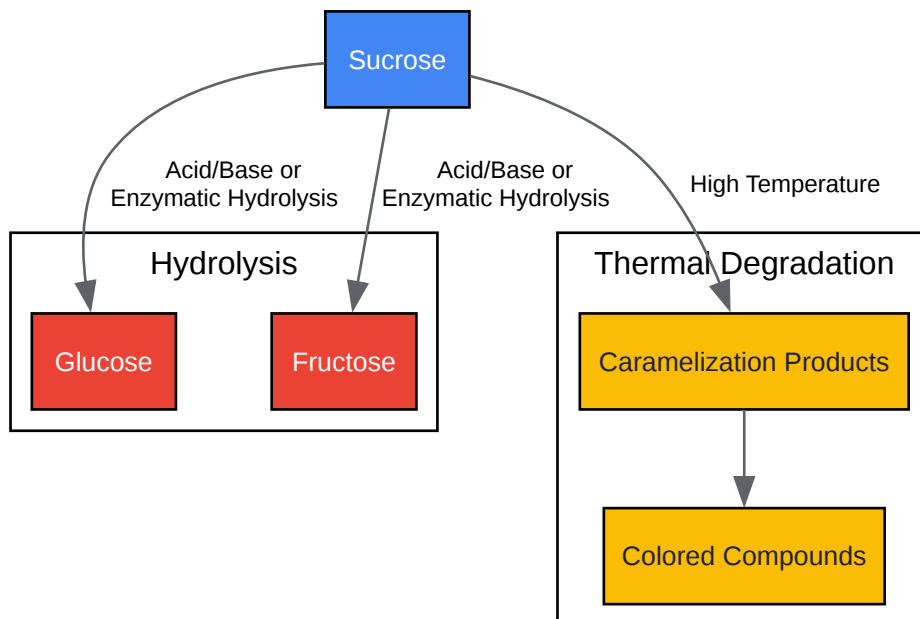 Sucrose
Acid/Base or
Enzymatic Hydrolysis
Acid/Base or
Enzymatic Hydrolysis
High Temperature
Hydrolysis
Glucose
Fructose
Thermal Degradation
Caramelization Products
Colored Compounds